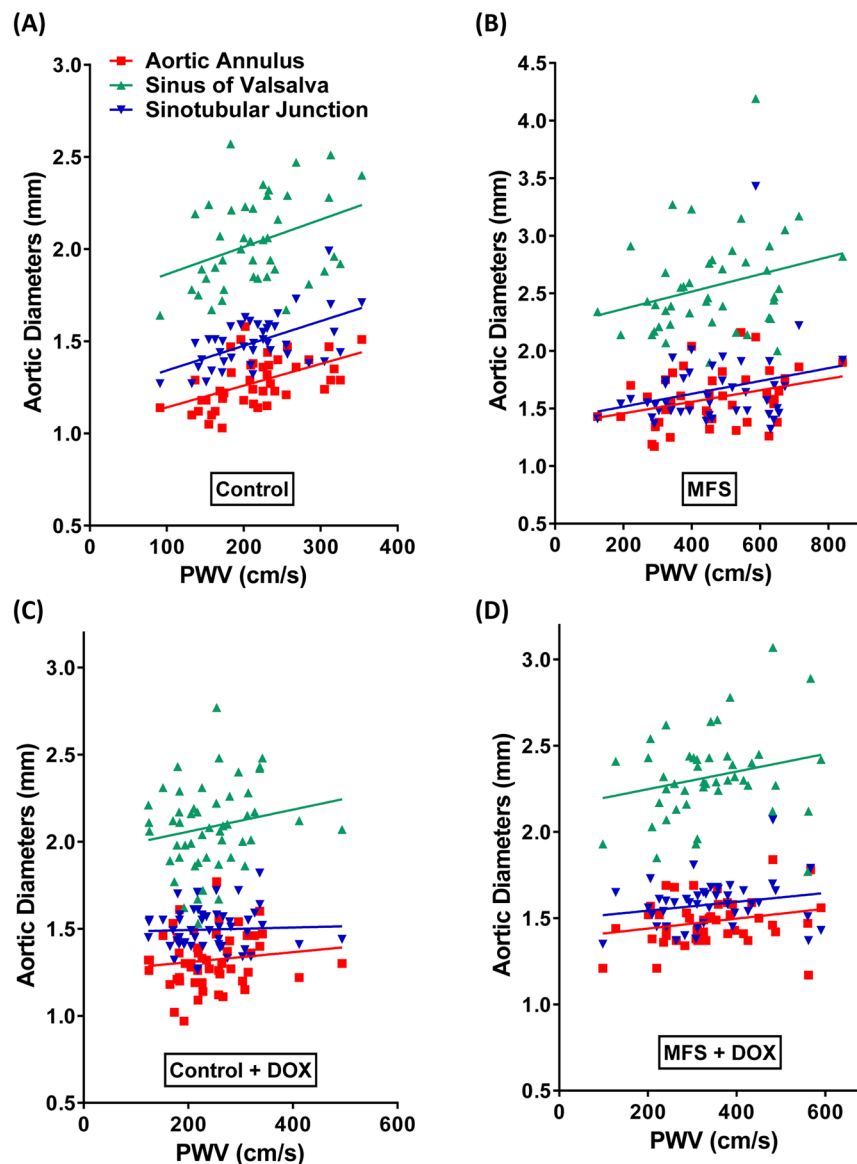 (A)
Aortic Annulus
Sinus of Valsalva
Sinotubular Junction
3.0
2.5
2.0
1.5
1.0
0.5
Aortic Diameters (mm)
Control
0 100 200 300 400
PWV (cm/s)
(B)
4.5
4.0
3.5
3.0
2.5
2.0
1.5
1.0
0.5
Aortic Diameters (mm)
MFS
0 200 400 600 800
PWV (cm/s)
(C)
3.0
2.5
2.0
1.5
1.0
0.5
Aortic Diameters (mm)
Control + DOX
0 200 400 600
PWV (cm/s)
(D)
3.0
2.5
2.0
1.5
1.0
0.5
Aortic Diameters (mm)
MFS + DOX
0 200 400 600
PWV (cm/s)